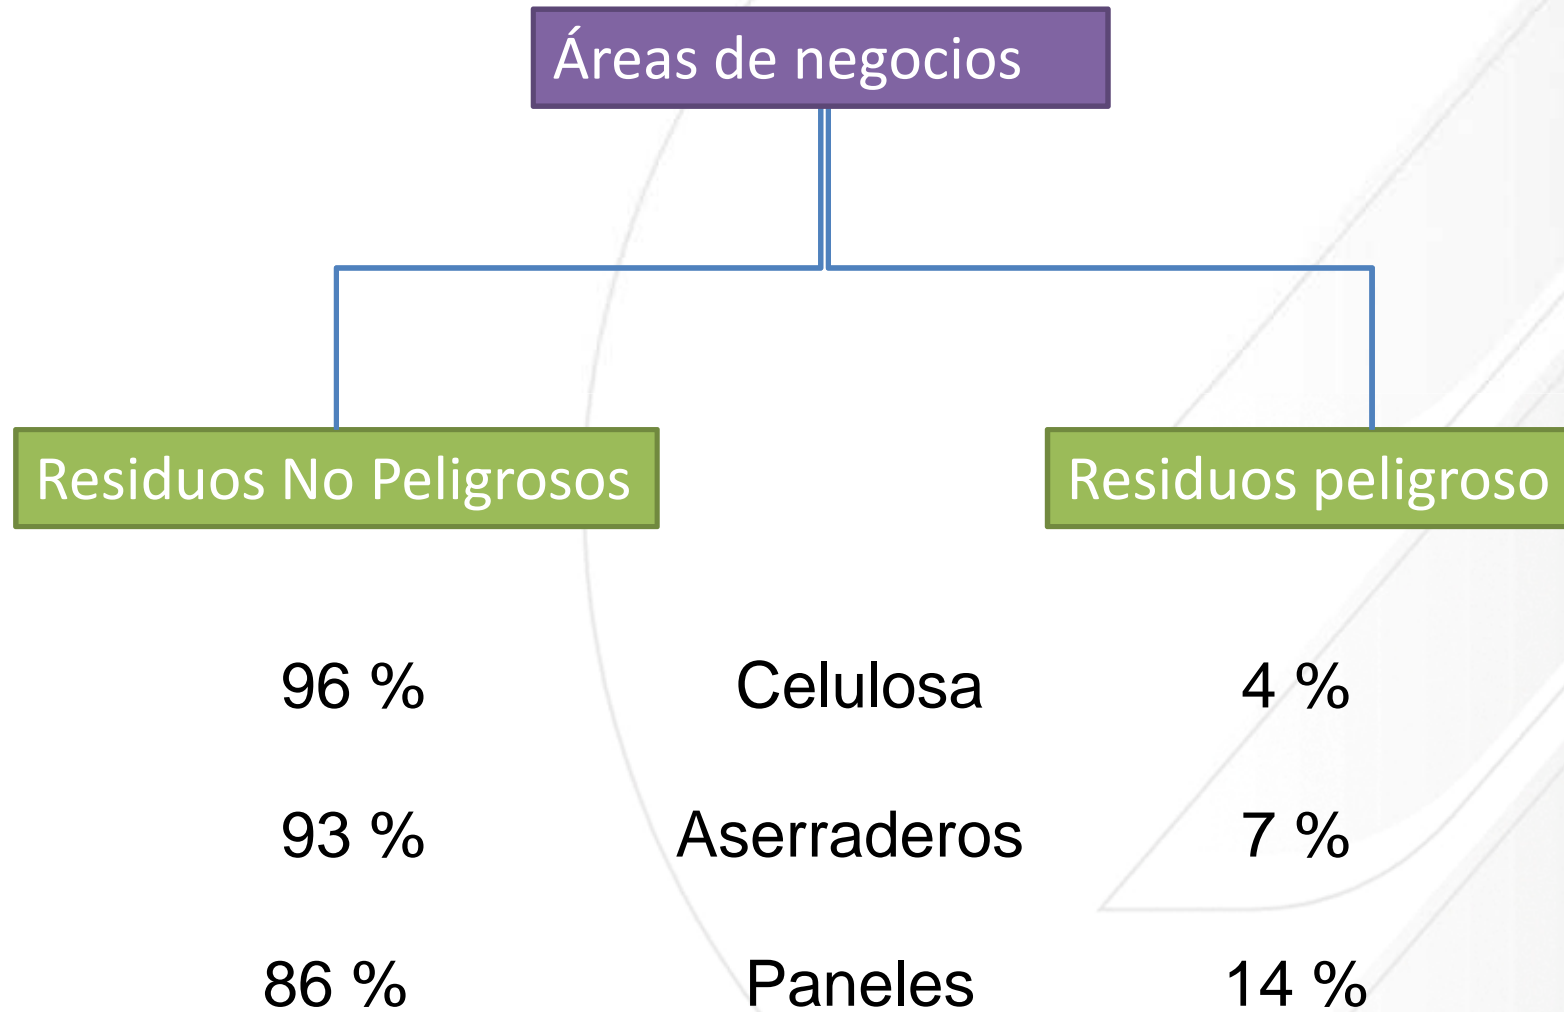 Áreas de negocios
Residuos No Peligrosos
Residuos peligroso
96 % Celulosa 4 %
93 % Aserraderos 7 %
86 % Paneles 14 %